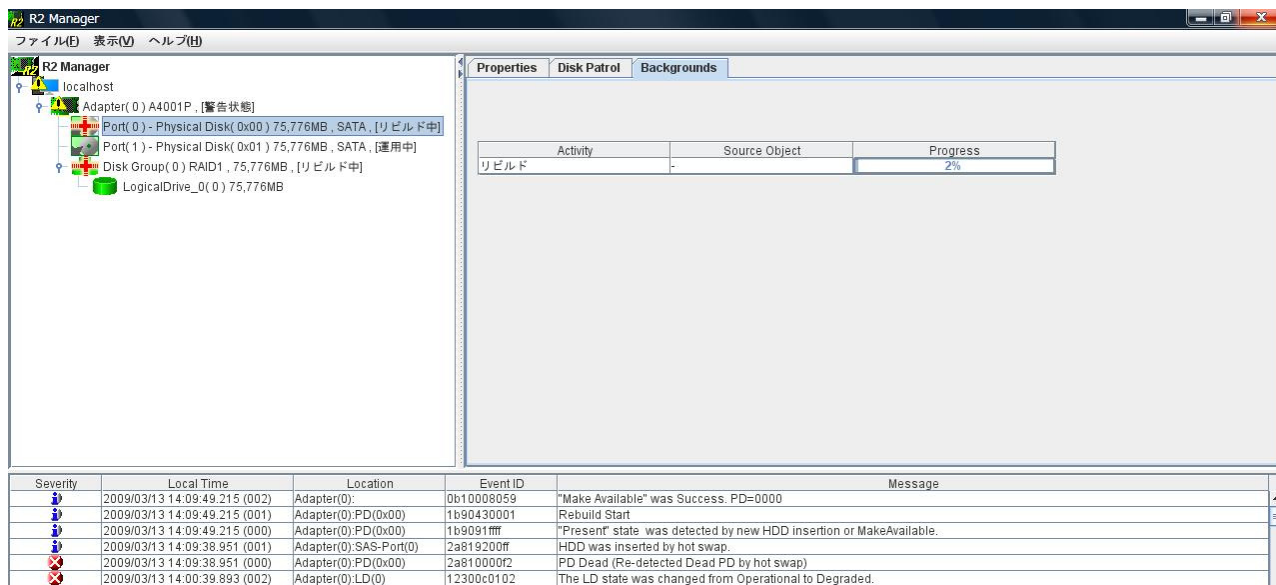 R2 Manager
ファイル(F) 表示(V) ヘルプ(H)
R2 Manager
localhost
Adapter( 0 ) A4001P , [警告状態]
Port( 0 ) - Physical Disk( 0x00 ) 75,776MB , SATA , [リビルド中]
Port( 1 ) - Physical Disk( 0x01 ) 75,776MB , SATA , [運用中]
Disk Group( 0 ) RAID1 , 75,776MB , [リビルド中]
LogicalDrive_0( 0 ) 75,776MB
Properties Disk Patrol Backgrounds
Activity Source Object Progress
リビルド - 2%
Severity Local Time Location Event ID Message
2009/03/13 14:09:49.215 (002) Adapter(0): 0b10030059 "Make Available" was Success. PD=0000
2009/03/13 14:09:49.215 (001) Adapter(0):PD(0x00) 1b90430001 Rebuild Start
2009/03/13 14:09:49.215 (000) Adapter(0):PD(0x00) 1b9091ffff "Present" state was detected by new HDD insertion or MakeAvailable.
2009/03/13 14:09:38.951 (001) Adapter(0):SAS-Port(0) 2a819200ff HDD was inserted by hot swap.
2009/03/13 14:09:38.951 (000) Adapter(0):PD(0x00) 2a810000f2 PD Dead (Re-detected Dead PD by hot swap)
2009/03/13 14:00:39.893 (002) Adapter(0):LD(0) 12300c0102 The LD state was changed from Operational to Degraded.